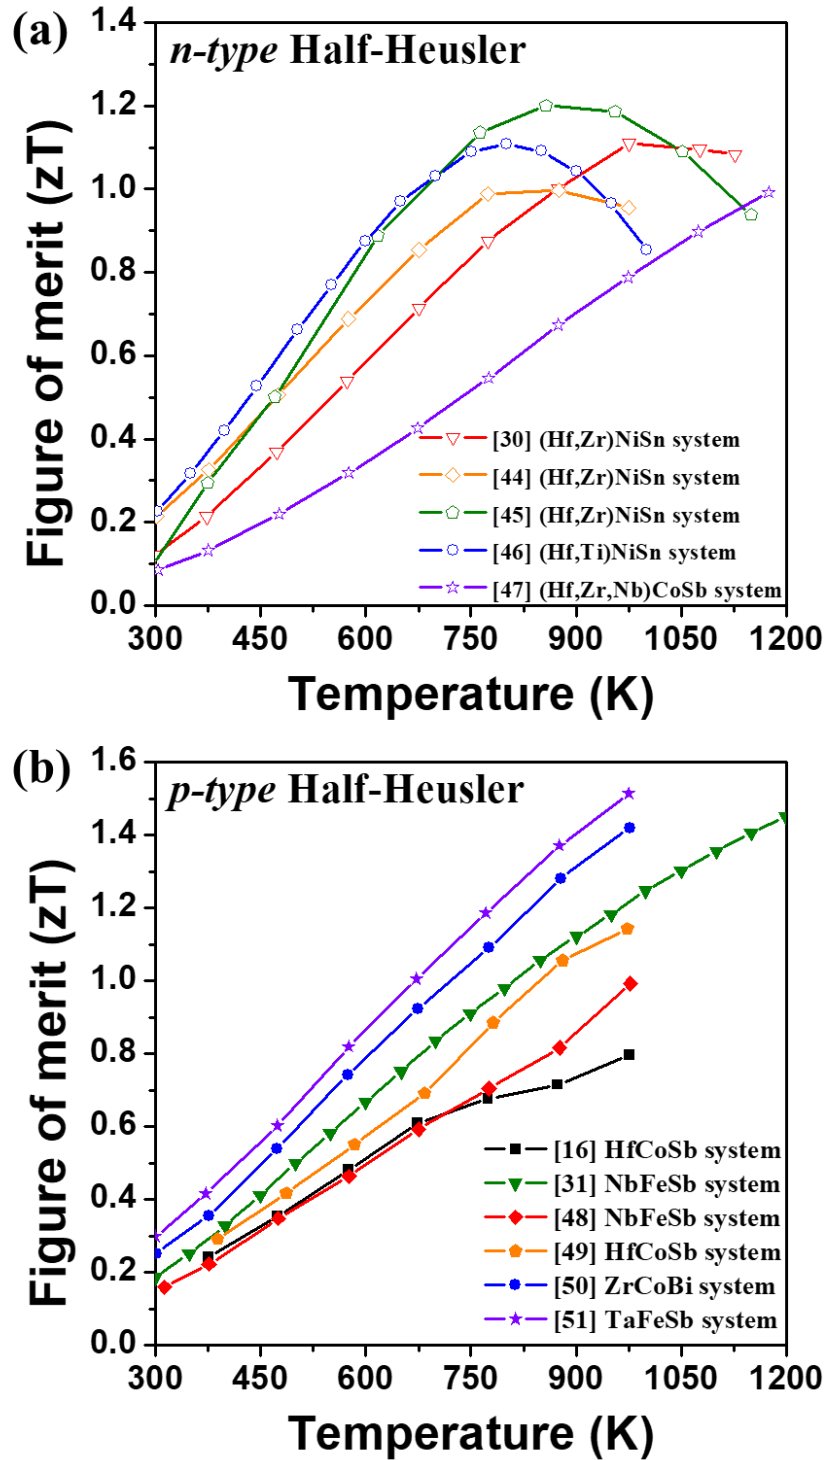 (a)
n-type Half-Heusler
Figure of merit (zT)
1.4
1.2
1.0
0.8
0.6
0.4
0.2
0.0
[30] (Hf,Zr)NiSn system
[44] (Hf,Zr)NiSn system
[45] (Hf,Zr)NiSn system
[46] (Hf,Ti)NiSn system
[47] (Hf,Zr,Nb)CoSb system
300 450 600 750 900 1050 1200
Temperature (K)
(b)
p-type Half-Heusler
Figure of merit (zT)
1.6
1.4
1.2
1.0
0.8
0.6
0.4
0.2
0.0
[16] HfCoSb system
[31] NbFeSb system
[48] NbFeSb system
[49] HfCoSb system
[50] ZrCoBi system
[51] TaFeSb system
300 450 600 750 900 1050 1200
Temperature (K)